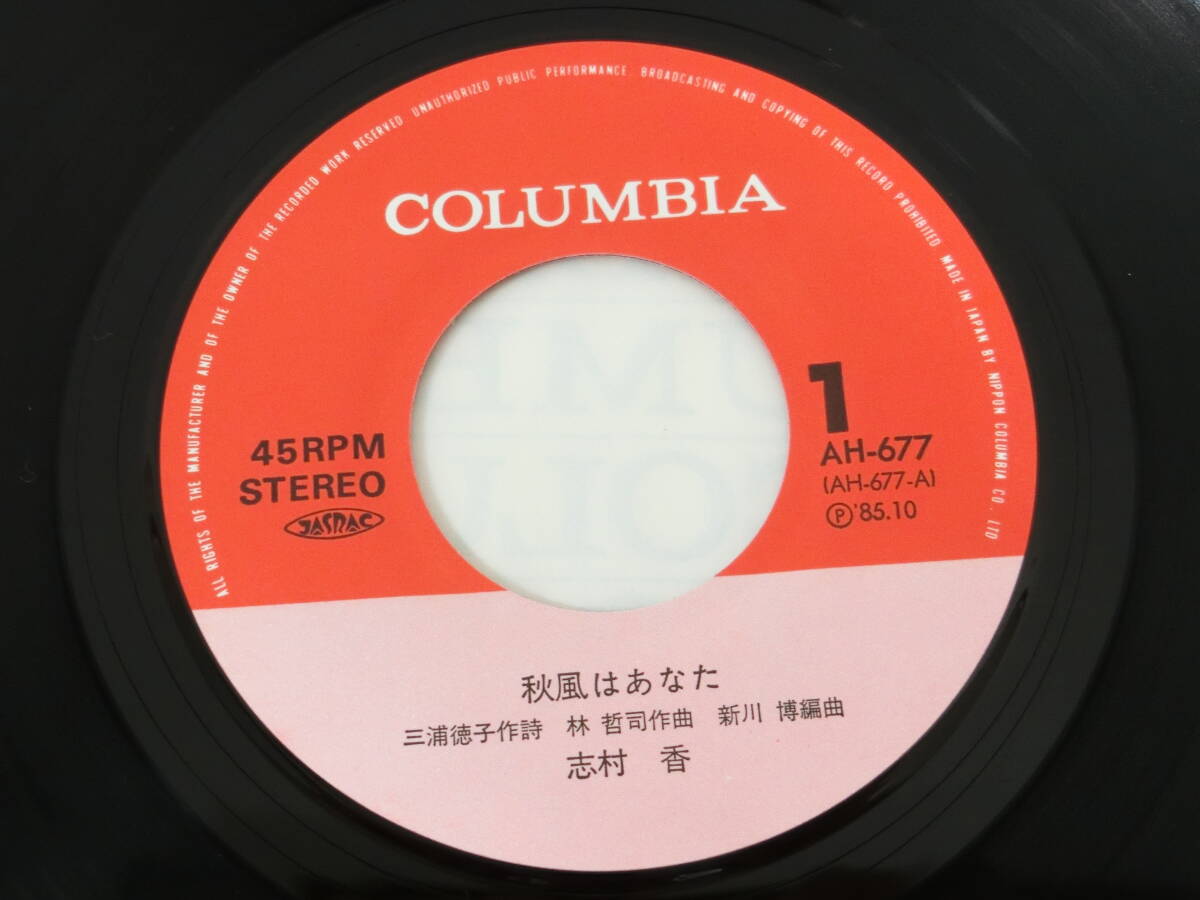 ALL RIGHTS OF THE MANUFACTURER AND OF THE OWNER OF THE RECORDED WORK RESERVED UNAUTHORIZED PUBLIC PERFORMANCE. BROADCASTING AND COPYING OF THIS RECORD PROHIBITED. MADE IN JAPAN BY NIPPON COLUMBIA CO., LTD
COLUMBIA
45RPM
STEREO
JASRAC
1
AH-677
(AH-677-A)
Ⓟ'85.10
秋風はあなた
三浦徳子作詩 林 哲司作曲 新川 博編曲
志村 香